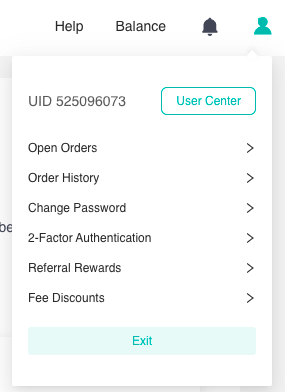 Help Balance
UID 525096073 User Center
Open Orders
Order History
Change Password
be
2-Factor Authentication
Referral Rewards
Fee Discounts
Exit